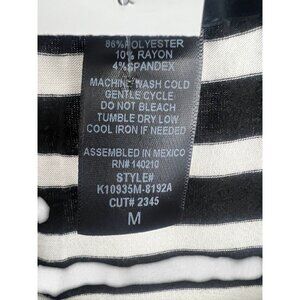 86% POLYESTER
10% RAYON
4% SPANDEX
MACHINE WASH COLD
GENTLE CYCLE
DO NOT BLEACH
TUMBLE DRY LOW
COOL IRON IF NEEDED
ASSEMBLED IN MEXICO
RN# 140210
STYLE#
K10935M-8192A
CUT# 2345
M